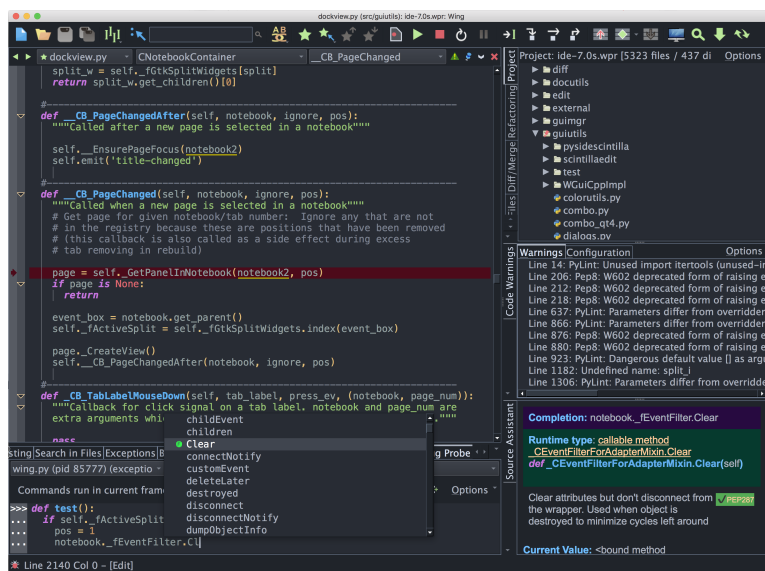 dockview.py (src/guiutils): ide-7.0s.wpr: Wing
dockview.py
CNotebookContainer
__CB_PageChanged
split_w = self._fGtkSplitWidgets[split]
return split_w.get_children()[0]
def __CB_PageChangedAfter(self, notebook, ignore, pos):
"""Called after a new page is selected in a notebook"""
self.__EnsurePageFocus(notebook2)
self.emit('title-changed')
def __CB_PageChanged(self, notebook, ignore, pos):
"""Called when a new page is selected in a notebook"""
# Get page for given notebook/tab number:  Ignore any that are not
# in the registry because these are positions that have been removed
# (this callback is also called as a side effect during excess
# tab removing in rebuild)
page = self._GetPanelInNotebook(notebook2, pos)
if page is None:
return
event_box = notebook.get_parent()
self._fActiveSplit = self._fGtkSplitWidgets.index(event_box)
page._CreateView()
self.__CB_PageChangedAfter(notebook, ignore, pos)
def _CB_TabLabelMouseDown(self, tab_label, press_ev, (notebook, page_num)):
"""Callback for click signal on a tab label. notebook and page_num are
extra arguments whi
."""
pass
childEvent
children
Clear
connectNotify
customEvent
deleteLater
destroyed
disconnect
disconnectNotify
dumpObjectInfo
sting
Search in Files
Exceptions
B
g Probe
wing.py (pid 85777) (exceptio
Commands run in current fram
Options
>>> def test():
... if self._fActiveSplit
... pos = 1
... notebook._fEventFilter.Cl
Line 2140 Col 0 - [Edit]
Project
Refactoring
Diff/Merge
Files
Project: ide-7.0s.wpr [5323 files / 437 di
Options
diff
docutils
edit
external
guimgr
guiutils
pysidescintilla
scintillaedit
test
WGuiCppImpl
colorutils.py
combo.py
combo_qt4.py
dialogs.py
Code Warnings
Warnings
Configuration
Options
Line 14: PyLint: Unused import itertools (unused-i
Line 206: Pep8: W602 deprecated form of raising e
Line 212: Pep8: W602 deprecated form of raising e
Line 218: Pep8: W602 deprecated form of raising e
Line 637: PyLint: Parameters differ from overridden
Line 866: PyLint: Parameters differ from overridden
Line 876: Pep8: W602 deprecated form of raising e
Line 880: Pep8: W602 deprecated form of raising e
Line 923: PyLint: Dangerous default value [] as argu
Line 1182: Undefined name: split_i
Line 1306: PyLint: Parameters differ from overridde
Source Assistant
Completion: notebook._fEventFilter.Clear
Runtime type: callable method
_CEventFilterForAdapterMixin.Clear
def _CEventFilterForAdapterMixin.Clear(self)
Clear attributes but don't disconnect from
✓PEP287
the wrapper. Used when object is
destroyed to minimize cycles left around
Current Value: <bound method